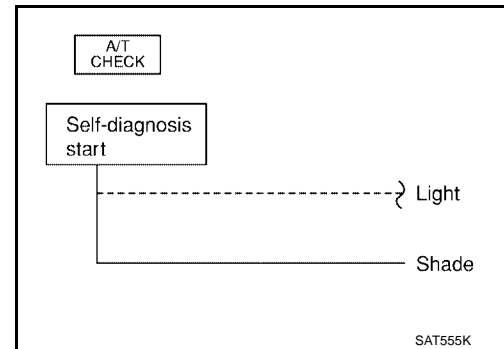 A/T
CHECK
Self-diagnosis
start
Light
Shade
SAT555K